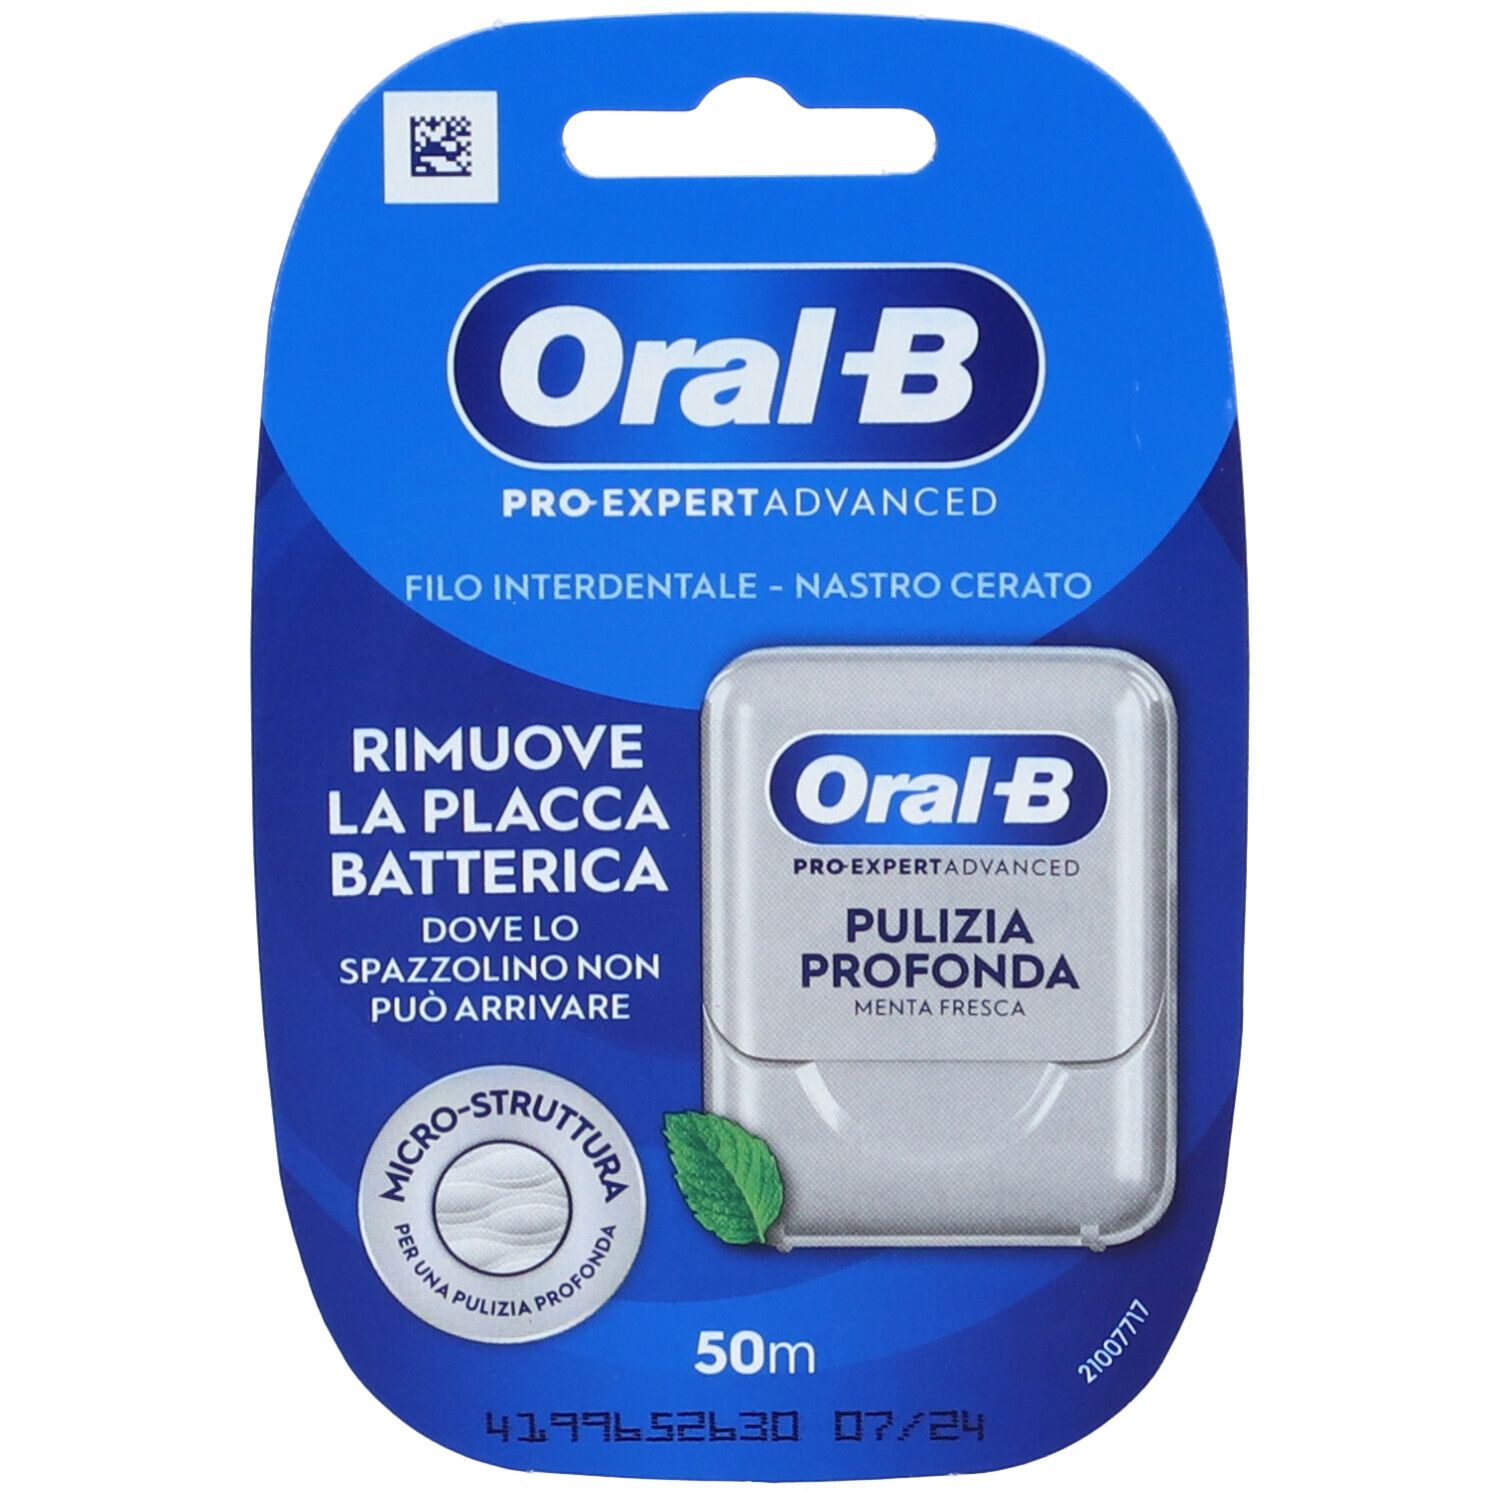 Oral-B
PRO-EXPERT ADVANCED
FILO INTERDENTALE - NASTRO CERATO
RIMUOVE
LA PLACCA
BATTERICA
DOVE LO
SPAZZOLINO NON
PUÒ ARRIVARE
Oral-B
PRO-EXPERT ADVANCED
PULIZIA
PROFONDA
MENTA FRESCA
MICRO-STRUTTURA
PER UNA PULIZIA PROFONDA
50m
21007717
4199652630 07/24